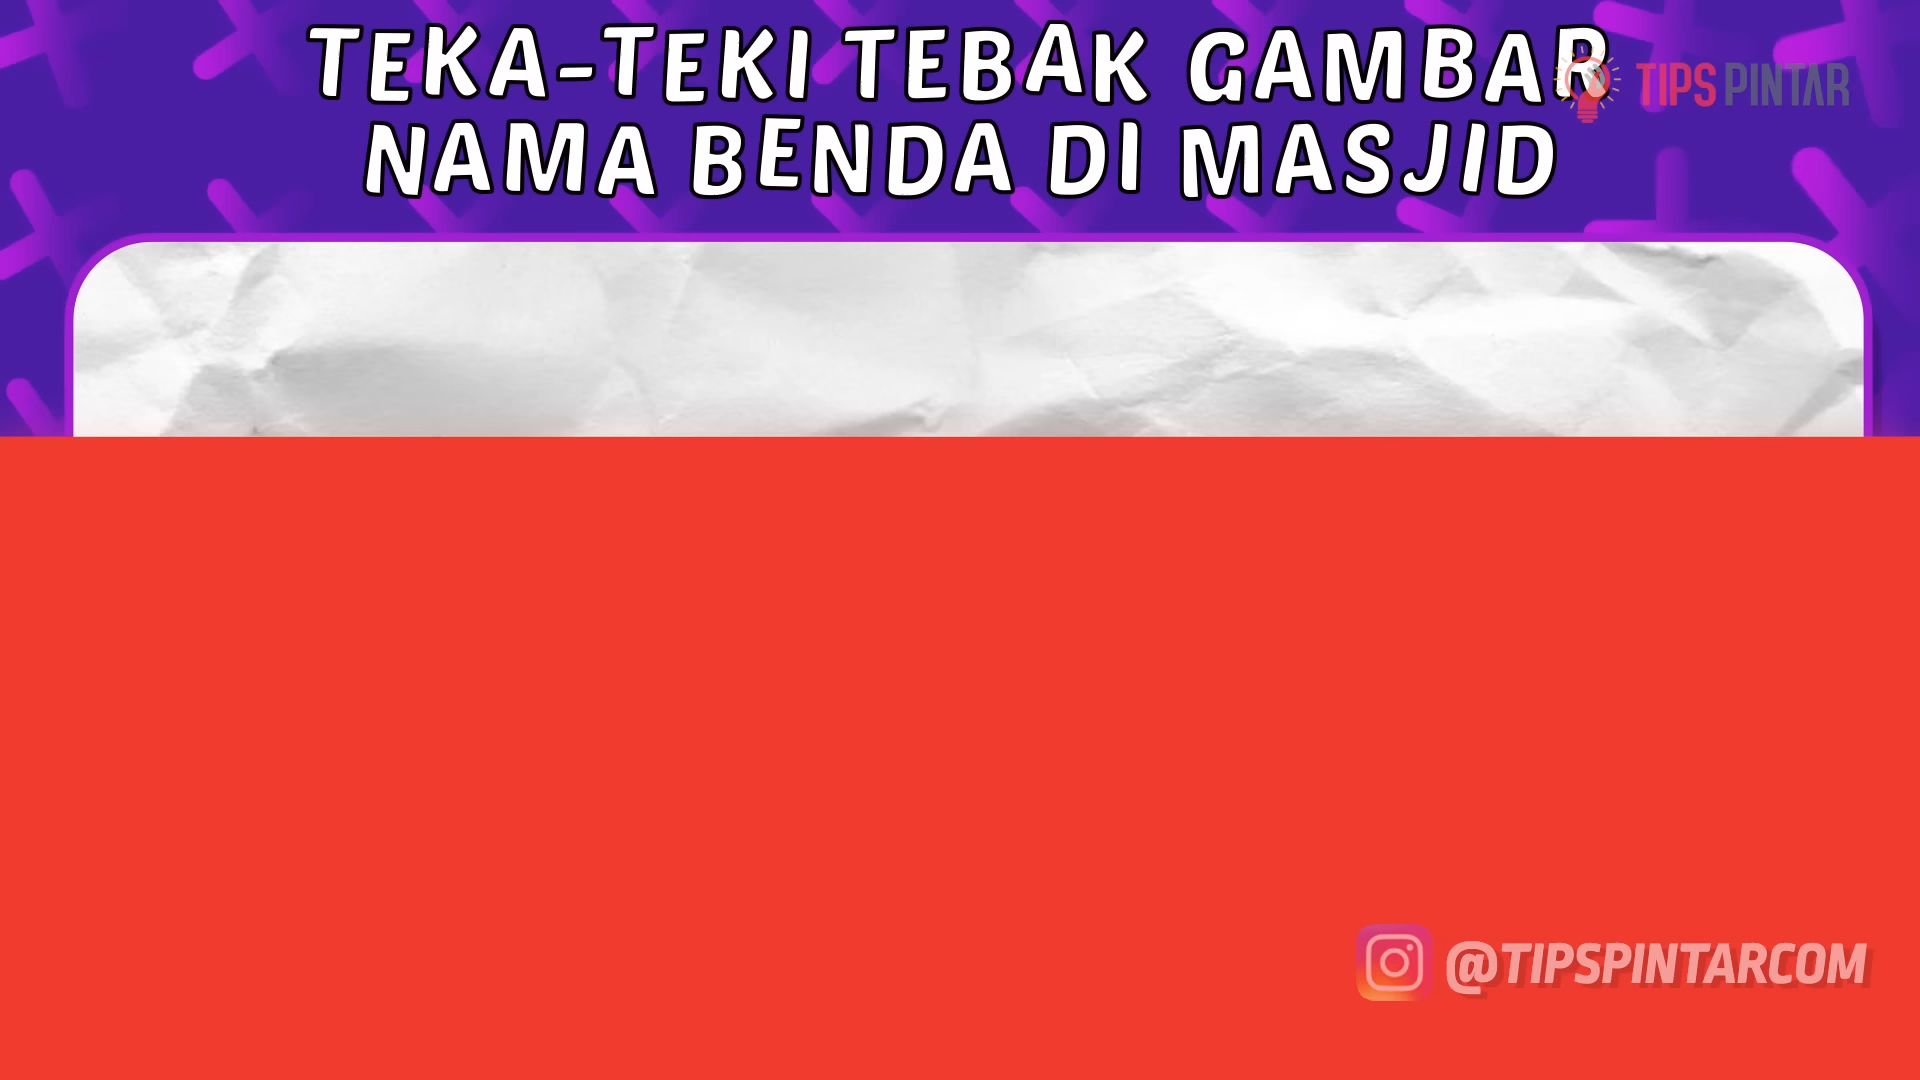 TEKA-TEKI TEBAK GAMBAR
TIPS PINTAR
NAMA BENDA DI MASJID
@TIPSPINTARCOM